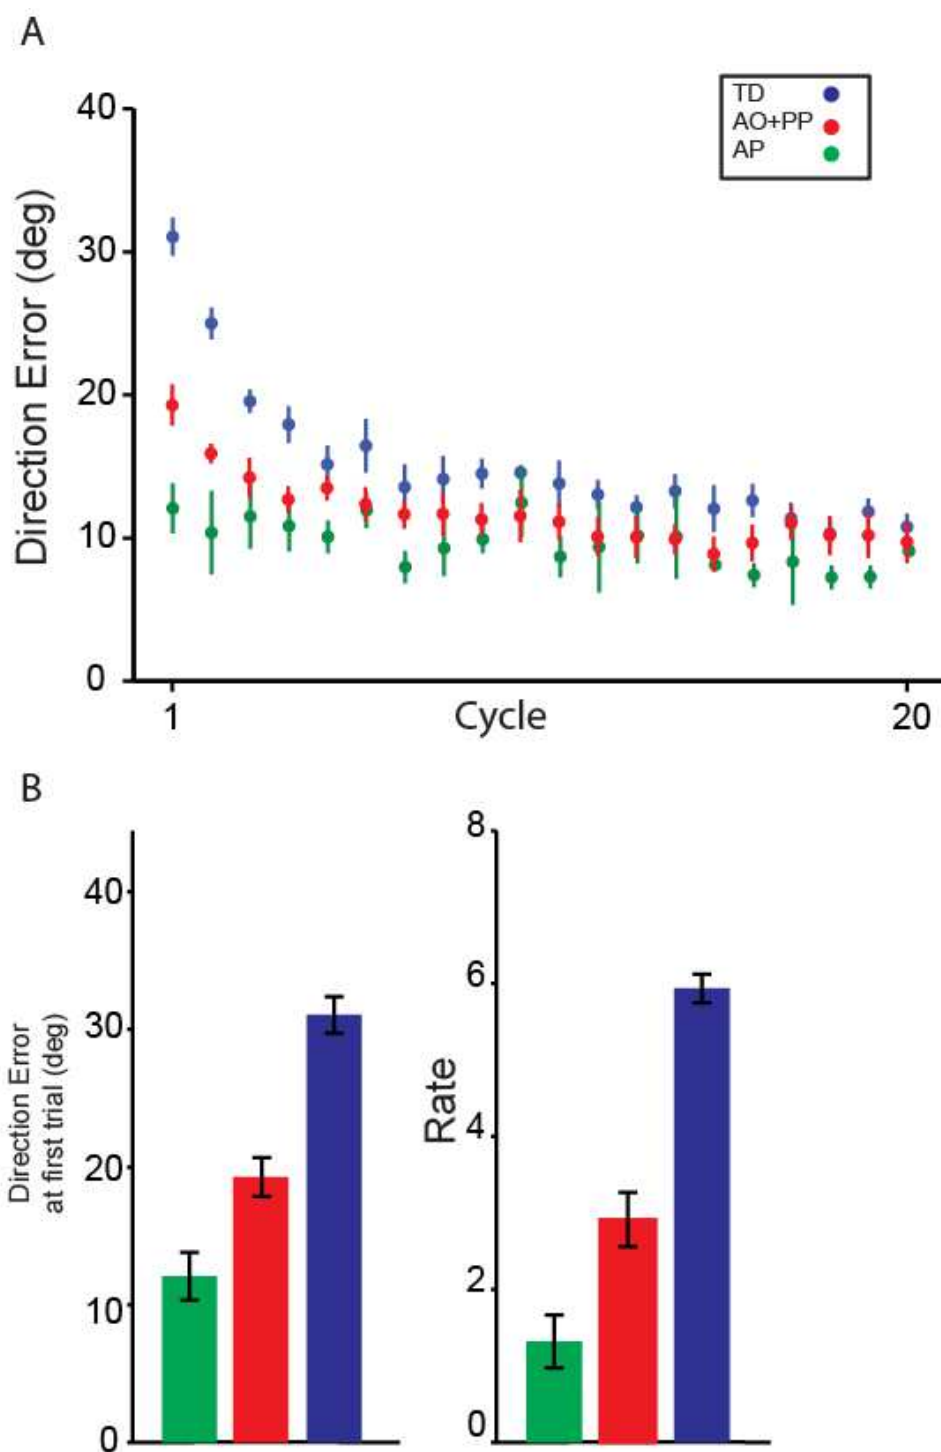 A
40
30
20
10
0
Direction Error (deg)
TD
AO+PP
AP
1
Cycle
20
B
40
30
20
10
0
Direction Error
at first trial (deg)
8
6
4
2
0
Rate